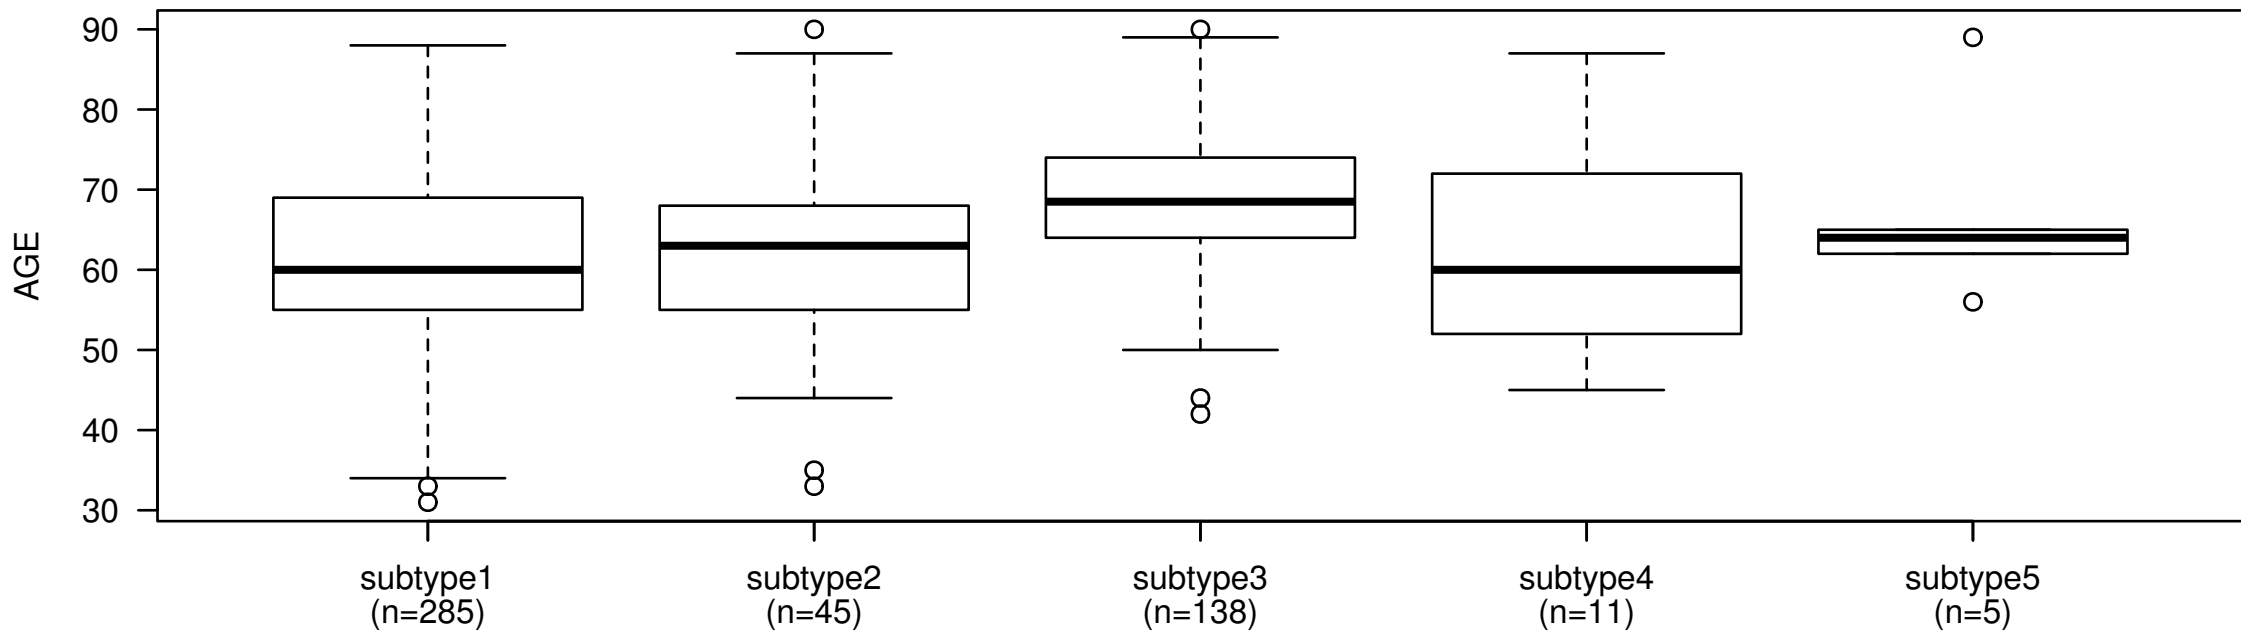 AGE
90
80
70
60
50
40
30
subtype1 subtype2 subtype3 subtype4 subtype5
(n=285) (n=45) (n=138) (n=11) (n=5)